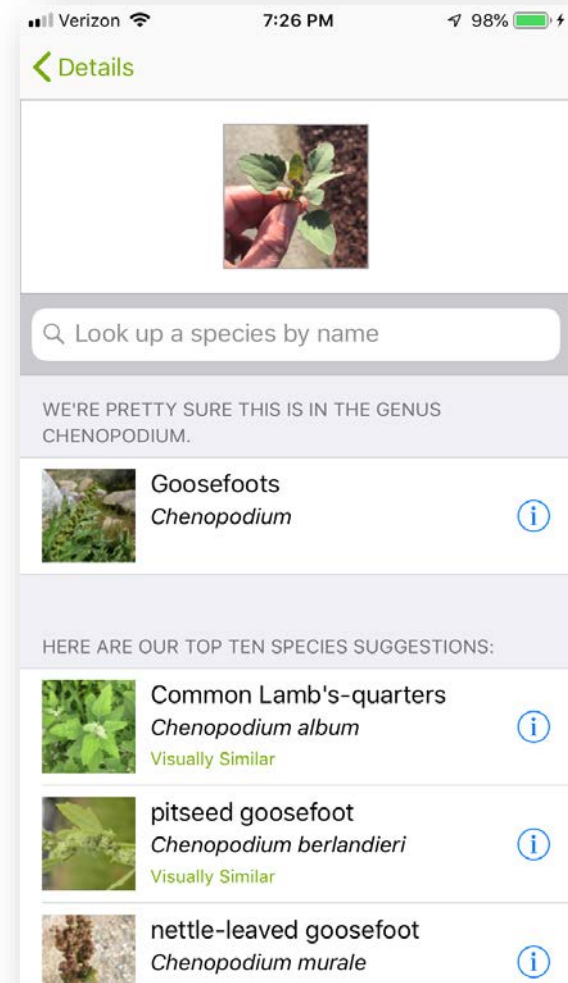 Verizon 7:26 PM 98%
Details
Look up a species by name
WE'RE PRETTY SURE THIS IS IN THE GENUS
CHENOPODIUM.
Goosefoots
Chenopodium
HERE ARE OUR TOP TEN SPECIES SUGGESTIONS:
Common Lamb's-quarters
Chenopodium album
Visually Similar
pitseed goosefoot
Chenopodium berlandieri
Visually Similar
nettle-leaved goosefoot
Chenopodium murale